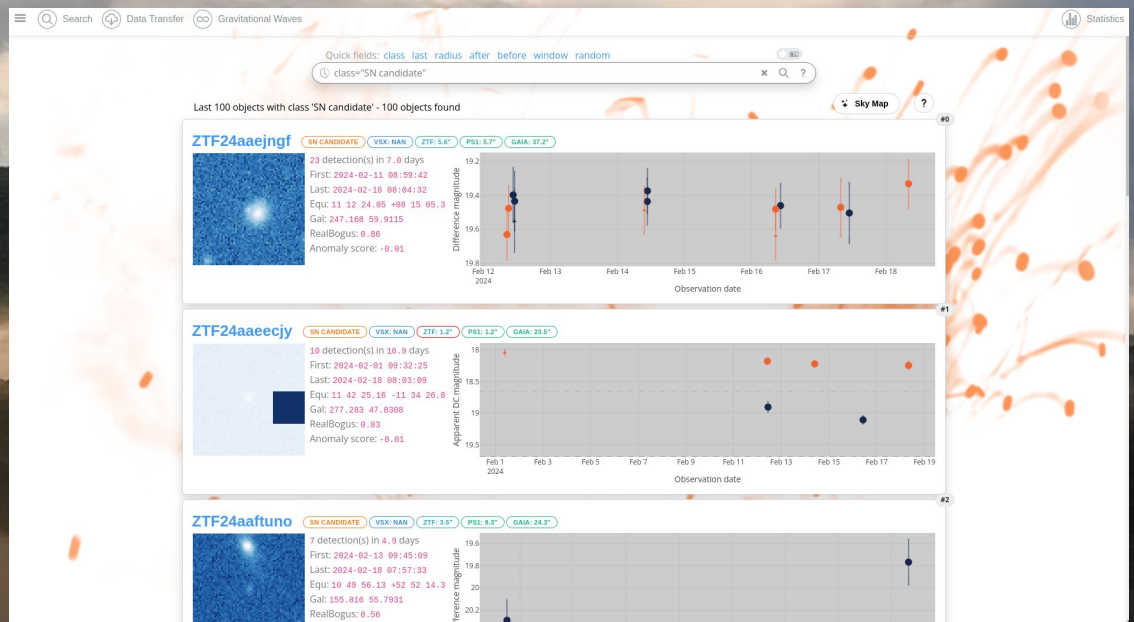 Search Data Transfer Gravitational Waves Statistics
Quick fields: class last radius after before window random
class="SN candidate"
Last 100 objects with class 'SN candidate' - 100 objects found
Sky Map ?
#0
ZTF24aaejngf SN CANDIDATE VSX: NAN ZTF: 5.6" PS1: 5.7" GAIA: 37.2"
23 detection(s) in 7.0 days
First: 2024-02-11 08:59:42
Last: 2024-02-18 08:04:32
Equ: 11 12 24.05 +08 15 05.3
Gal: 247.168 59.9115
RealBogus: 0.86
Anomaly score: -0.01
Difference magnitude
19.2
19.4
19.6
19.8
Feb 12 Feb 13 Feb 14 Feb 15 Feb 16 Feb 17 Feb 18
2024
Observation date
#1
ZTF24aaeecjy SN CANDIDATE VSX: NAN ZTF: 1.2" PS1: 1.2" GAIA: 23.5"
10 detection(s) in 16.9 days
First: 2024-02-01 09:32:25
Last: 2024-02-18 08:03:09
Equ: 11 42 25.16 -11 34 26.8
Gal: 277.283 47.8308
RealBogus: 0.83
Anomaly score: -0.01
Apparent DC magnitude
18
18.5
19
19.5
Feb 1 Feb 3 Feb 5 Feb 7 Feb 9 Feb 11 Feb 13 Feb 15 Feb 17 Feb 19
2024
Observation date
#2
ZTF24aaftuno SN CANDIDATE VSX: NAN ZTF: 3.5" PS1: 9.3" GAIA: 24.3"
7 detection(s) in 4.9 days
First: 2024-02-13 09:45:09
Last: 2024-02-18 07:57:33
Equ: 10 49 56.13 +52 52 14.3
Gal: 155.816 55.7931
RealBogus: 0.56
ference magnitude
19.6
19.8
20
20.2